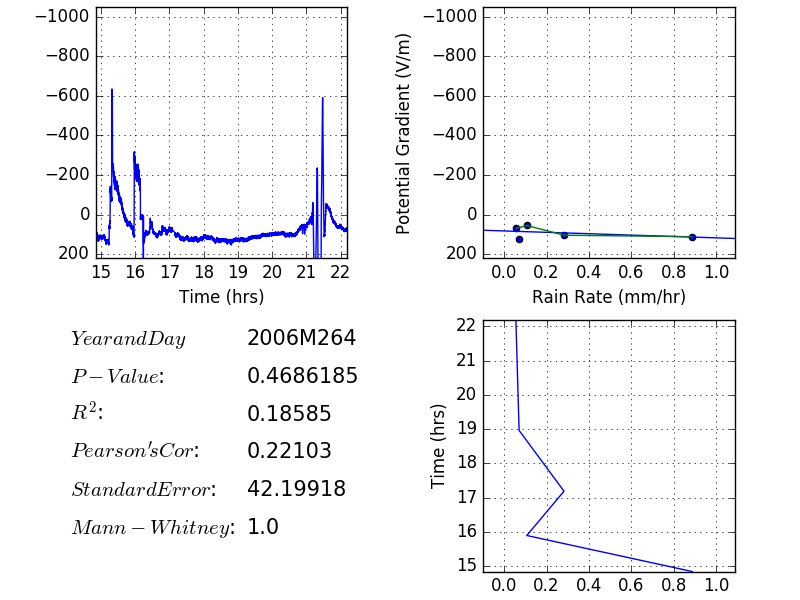 −1000
−800
−600
−400
−200
0
200
15 16 17 18 19 20 21 22
Time (hrs)
Potential Gradient (V/m)
−1000
−800
−600
−400
−200
0
200
0.0 0.2 0.4 0.6 0.8 1.0
Rain Rate (mm/hr)
YearandDay 2006M264
P − Value: 0.4686185
R²: 0.18585
Pearson'sCor: 0.22103
StandardError: 42.19918
Mann − Whitney: 1.0
Time (hrs)
22
21
20
19
18
17
16
15
0.0 0.2 0.4 0.6 0.8 1.0